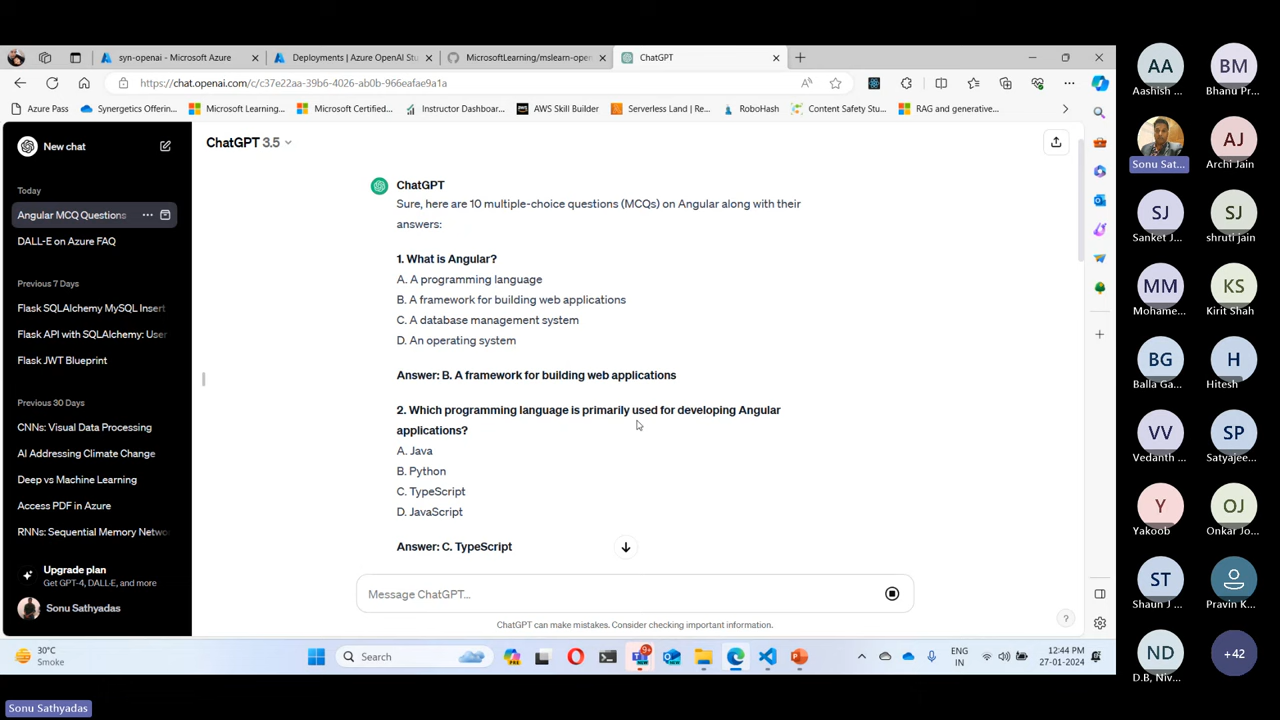 syn-openai - Microsoft Azure
Deployments | Azure OpenAI Stu
MicrosoftLearning/mslearn-open
ChatGPT
https://chat.openai.com/c/c37e22aa-39b6-4026-ab0b-966eafae9a1a
Azure Pass
Synergetics Offerin...
Microsoft Learning...
Microsoft Certified...
Instructor Dashboar...
AWS Skill Builder
Serverless Land | Re...
RoboHash
Content Safety Stu...
RAG and generative...
New chat
Today
Angular MCQ Questions
DALL-E on Azure FAQ
Previous 7 Days
Flask SQLAlchemy MySQL Insert
Flask API with SQLAlchemy: User
Flask JWT Blueprint
Previous 30 Days
CNNs: Visual Data Processing
AI Addressing Climate Change
Deep vs Machine Learning
Access PDF in Azure
RNNs: Sequential Memory Netwo
Upgrade plan
Get GPT-4, DALL·E, and more
Sonu Sathyadas
ChatGPT 3.5
ChatGPT
Sure, here are 10 multiple-choice questions (MCQs) on Angular along with their
answers:
1. What is Angular?
A. A programming language
B. A framework for building web applications
C. A database management system
D. An operating system
Answer: B. A framework for building web applications
2. Which programming language is primarily used for developing Angular
applications?
A. Java
B. Python
C. TypeScript
D. JavaScript
Answer: C. TypeScript
Message ChatGPT...
ChatGPT can make mistakes. Consider checking important information.
?
30°C
Smoke
Search
9+
ENG
IN
12:44 PM
27-01-2024
Sonu Sathyadas
AA
Aashish ...
BM
Bhanu Pr...
Sonu Sat...
AJ
Archi Jain
SJ
Sanket J...
SJ
shruti jain
MM
Mohame...
KS
Kirit Shah
BG
Balla Ga...
H
Hitesh
VV
Vedanth ...
SP
Satyajee...
Y
Yakoob
OJ
Onkar Jo...
ST
Shaun J ...
Pravin K...
ND
D.B, Niv...
+42